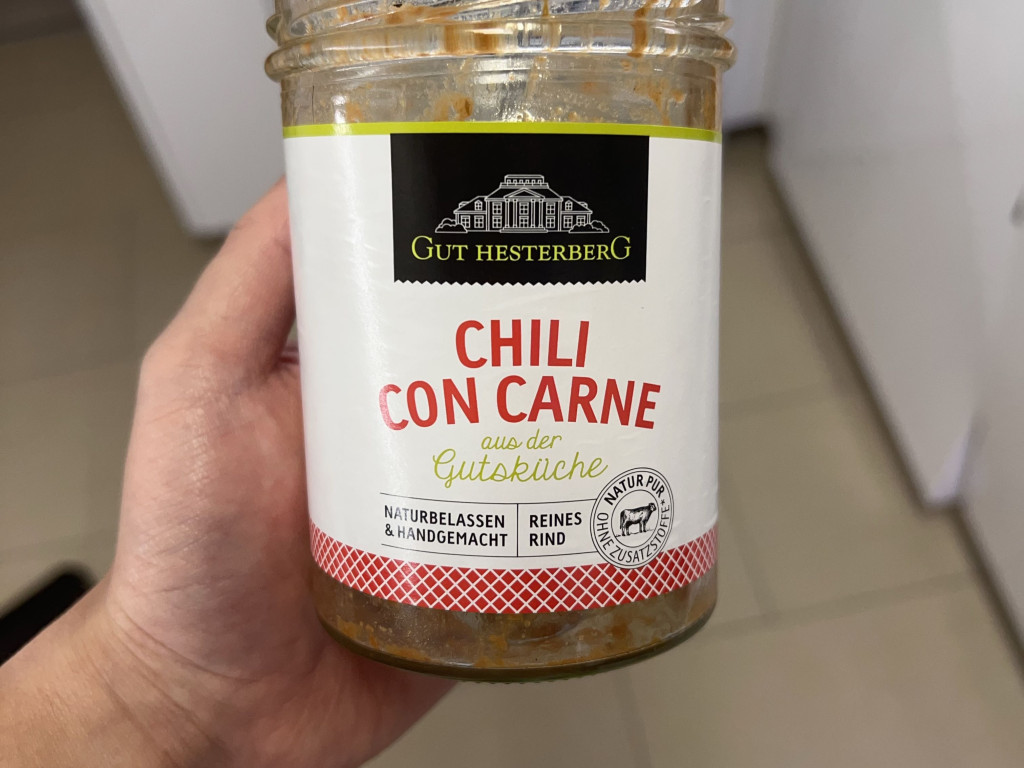 GUT HESTERBERG
CHILI
CON CARNE
aus der
Gutsküche
NATURBELASSEN
& HANDGEMACHT
REINES
RIND
NATUR PUR
OHNE ZUSATZSTOFFE*